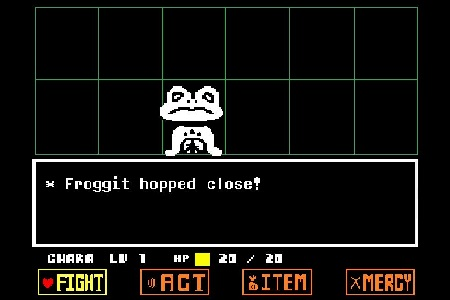 * Froggit hopped close!
CHARA LV 1 HP 20 / 20
FIGHT ACT ITEM MERCY